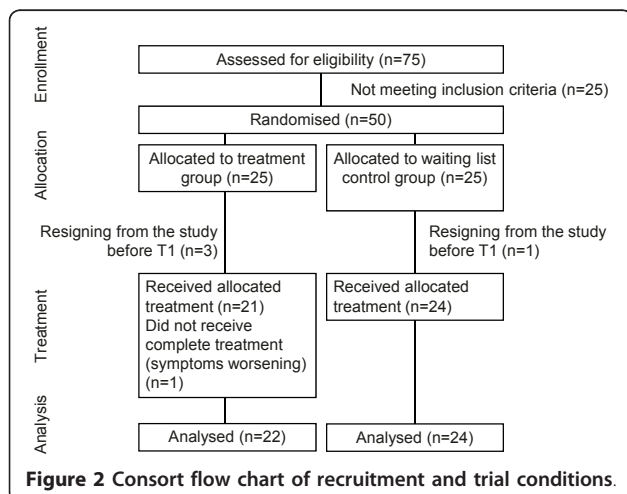 Enrollment
Assessed for eligibility (n=75)
Not meeting inclusion criteria (n=25)
Randomised (n=50)
Allocation
Allocated to treatment
group (n=25)
Allocated to waiting list
control group (n=25)
Resigning from the study
before T1 (n=3)
Resigning from the study
before T1 (n=1)
Treatment
Received allocated
treatment (n=21)
Did not receive
complete treatment
(symptoms worsening)
(n=1)
Received allocated
treatment (n=24)
Analysis
Analysed (n=22)
Analysed (n=24)
Figure 2 Consort flow chart of recruitment and trial conditions.